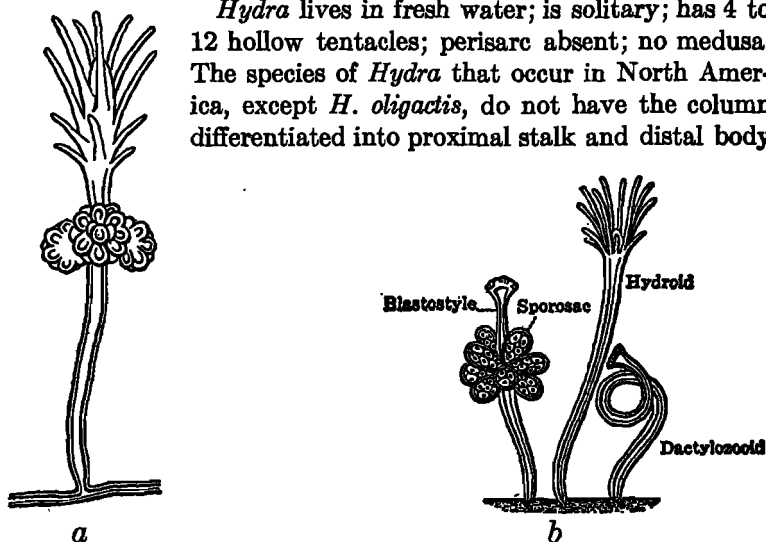 Hydra lives in fresh water; is solitary; has 4 to
12 hollow tentacles; perisarc absent; no medusa
The species of Hydra that occur in North Amer-
ica, except H. oligactis, do not have the column
differentiated into proximal stalk and distal body
Hydroid
Blastostyle
Sporosac
Dactylozooid
a
b